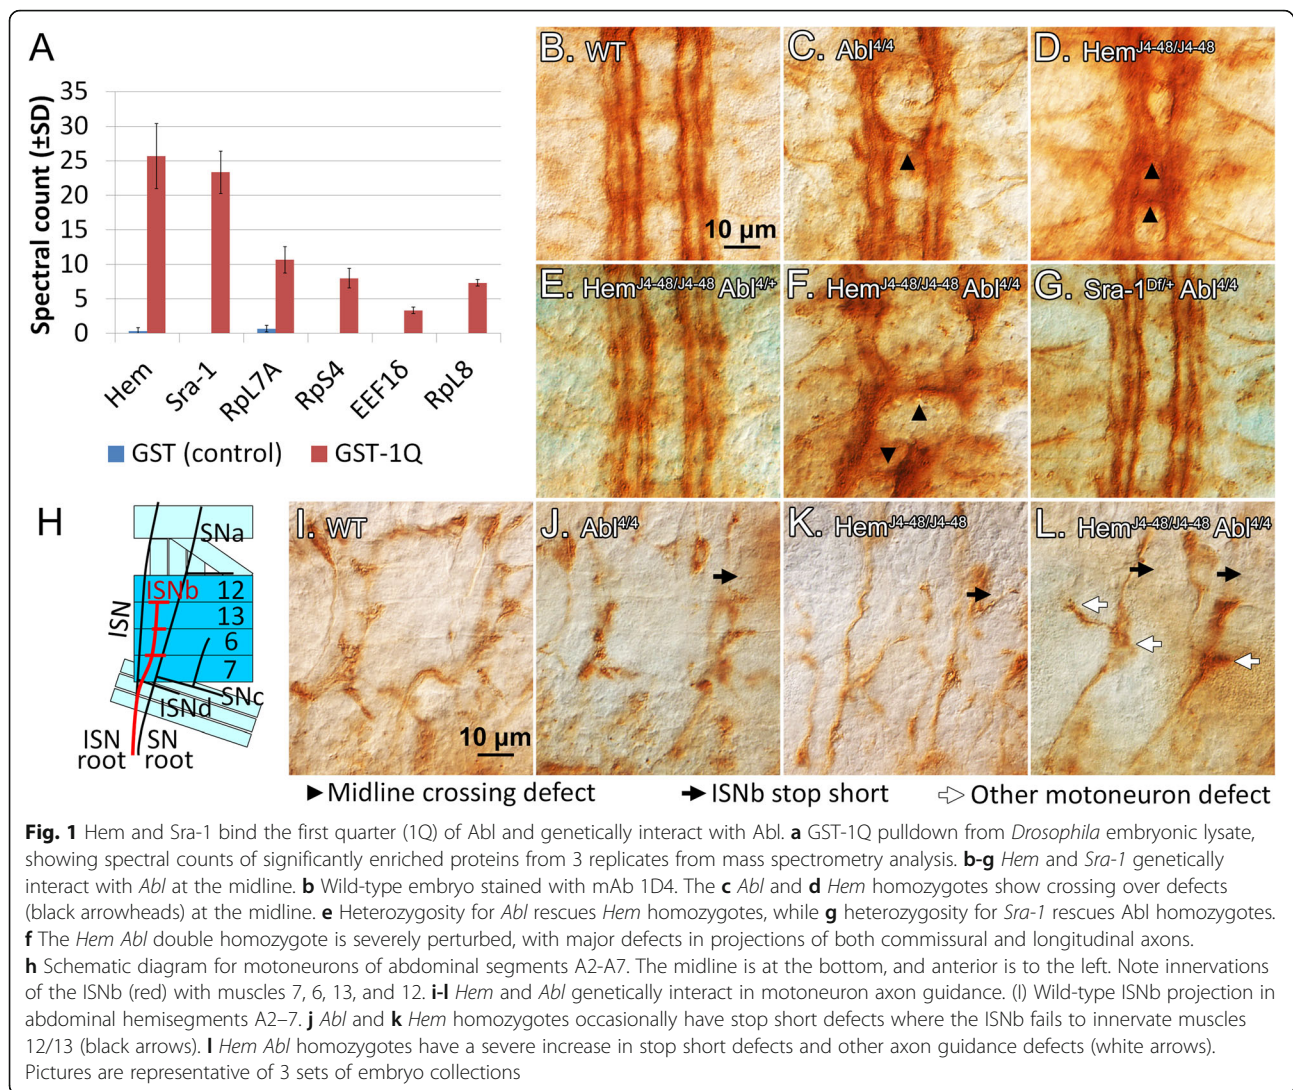 A
Spectral count (±SD)
35
30
25
20
15
10
5
0
Hem
Sra-1
RpL7A
RpS4
EEF1δ
RpL8
GST (control)
GST-1Q
B. WT
10 µm
C. Abl4/4
D. HemJ4-48/J4-48
E. HemJ4-48/J4-48 Abl4/+
F. HemJ4-48/J4-48 Abl4/4
G. Sra-1Df/+ Abl4/4
H
SNa
ISNb
12
13
6
7
ISN
SNc
ISNd
ISN root
SN root
I. WT
10 µm
J. Abl4/4
K. HemJ4-48/J4-48
L. HemJ4-48/J4-48 Abl4/4
Midline crossing defect
ISNb stop short
Other motoneuron defect
Fig. 1 Hem and Sra-1 bind the first quarter (1Q) of Abl and genetically interact with Abl. a GST-1Q pulldown from Drosophila embryonic lysate,
showing spectral counts of significantly enriched proteins from 3 replicates from mass spectrometry analysis. b-g Hem and Sra-1 genetically
interact with Abl at the midline. b Wild-type embryo stained with mAb 1D4. The c Abl and d Hem homozygotes show crossing over defects
(black arrowheads) at the midline. e Heterozygosity for Abl rescues Hem homozygotes, while g heterozygosity for Sra-1 rescues Abl homozygotes.
f The Hem Abl double homozygote is severely perturbed, with major defects in projections of both commissural and longitudinal axons.
h Schematic diagram for motoneurons of abdominal segments A2-A7. The midline is at the bottom, and anterior is to the left. Note innervations
of the ISNb (red) with muscles 7, 6, 13, and 12. i-l Hem and Abl genetically interact in motoneuron axon guidance. (I) Wild-type ISNb projection in
abdominal hemisegments A2–7. j Abl and k Hem homozygotes occasionally have stop short defects where the ISNb fails to innervate muscles
12/13 (black arrows). l Hem Abl homozygotes have a severe increase in stop short defects and other axon guidance defects (white arrows).
Pictures are representative of 3 sets of embryo collections